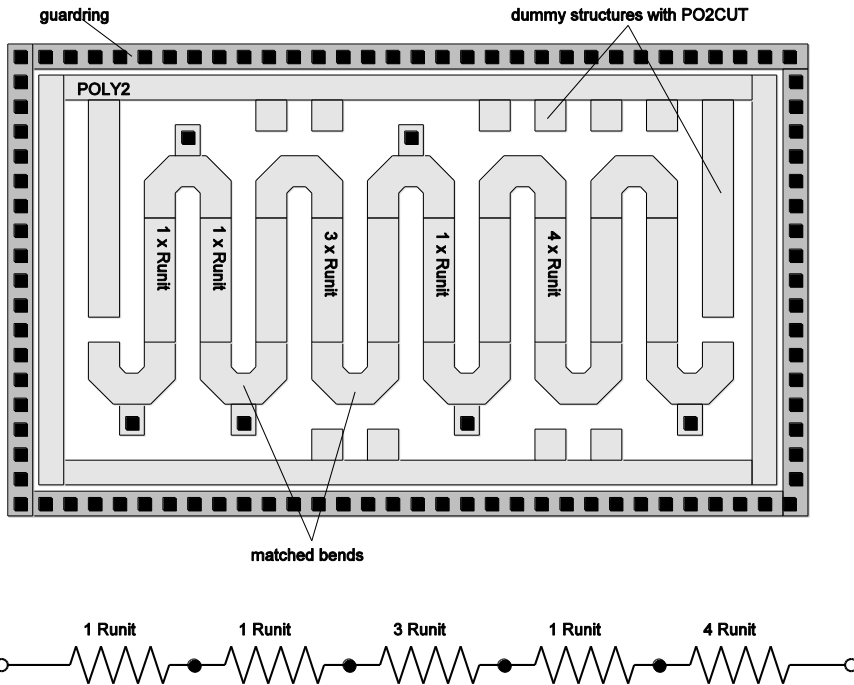 guardring
dummy structures with PO2CUT
POLY2
1 x Runit
1 x Runit
3 x Runit
1 x Runit
4 x Runit
matched bends
1 Runit
1 Runit
3 Runit
1 Runit
4 Runit